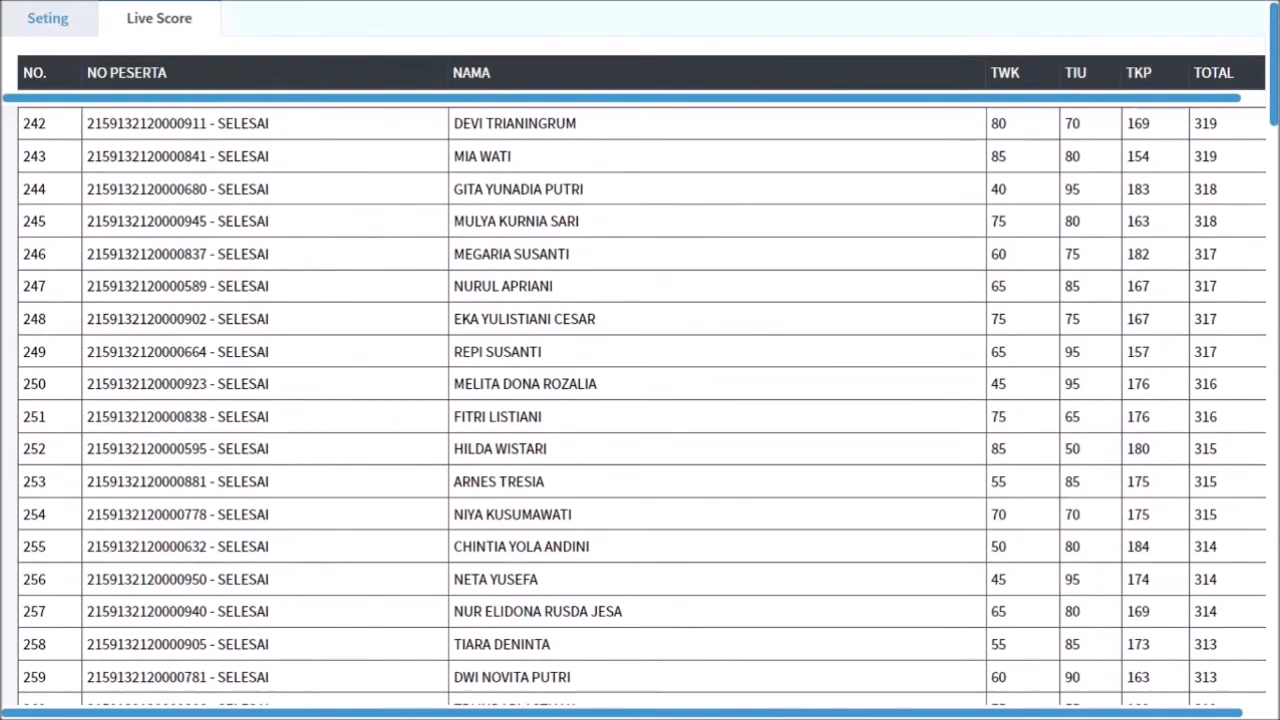 Seting Live Score
NO. NO PESERTA NAMA TWK TIU TKP TOTAL
242 2159132120000911 - SELESAI DEVI TRIANINGRUM 80 70 169 319
243 2159132120000841 - SELESAI MIA WATI 85 80 154 319
244 2159132120000680 - SELESAI GITA YUNADIA PUTRI 40 95 183 318
245 2159132120000945 - SELESAI MULYA KURNIA SARI 75 80 163 318
246 2159132120000837 - SELESAI MEGARIA SUSANTI 60 75 182 317
247 2159132120000589 - SELESAI NURUL APRIANI 65 85 167 317
248 2159132120000902 - SELESAI EKA YULISTIANI CESAR 75 75 167 317
249 2159132120000664 - SELESAI REPI SUSANTI 65 95 157 317
250 2159132120000923 - SELESAI MELITA DONA ROZALIA 45 95 176 316
251 2159132120000838 - SELESAI FITRI LISTIANI 75 65 176 316
252 2159132120000595 - SELESAI HILDA WISTARI 85 50 180 315
253 2159132120000881 - SELESAI ARNES TRESIA 55 85 175 315
254 2159132120000778 - SELESAI NIYA KUSUMAWATI 70 70 175 315
255 2159132120000632 - SELESAI CHINTIA YOLA ANDINI 50 80 184 314
256 2159132120000950 - SELESAI NETA YUSEFA 45 95 174 314
257 2159132120000940 - SELESAI NUR ELIDONA RUSDA JESA 65 80 169 314
258 2159132120000905 - SELESAI TIARA DENINTA 55 85 173 313
259 2159132120000781 - SELESAI DWI NOVITA PUTRI 60 90 163 313